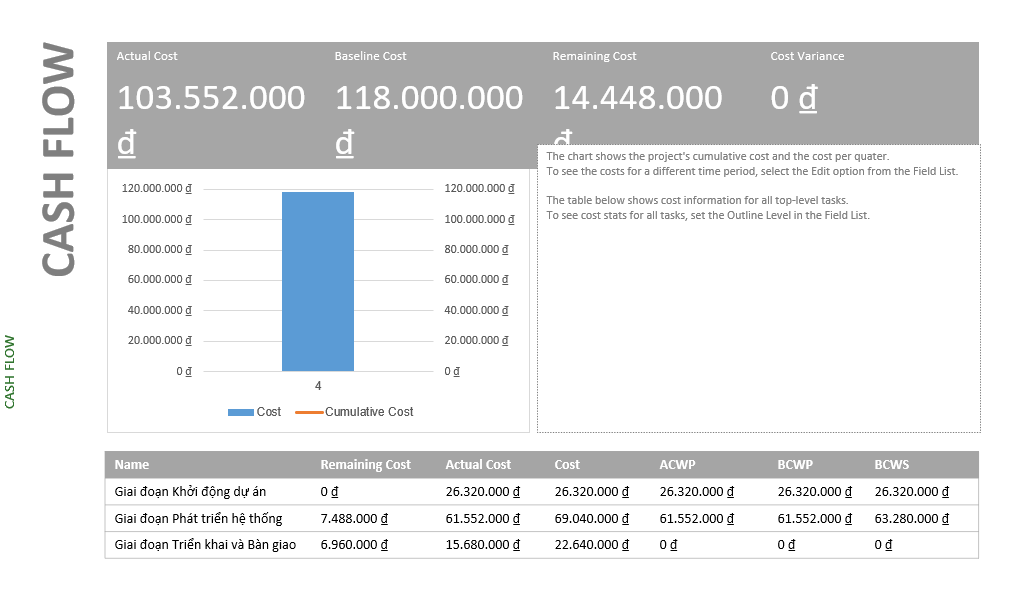 CASH FLOW
CASH FLOW
Actual Cost Baseline Cost Remaining Cost Cost Variance
103.552.000 118.000.000 14.448.000 0 ₫
₫ ₫ ₫
The chart shows the project's cumulative cost and the cost per quater.
To see the costs for a different time period, select the Edit option from the Field List.
The table below shows cost information for all top-level tasks.
To see cost stats for all tasks, set the Outline Level in the Field List.
120.000.000 ₫ 120.000.000 ₫
100.000.000 ₫ 100.000.000 ₫
80.000.000 ₫ 80.000.000 ₫
60.000.000 ₫ 60.000.000 ₫
40.000.000 ₫ 40.000.000 ₫
20.000.000 ₫ 20.000.000 ₫
0 ₫ 0 ₫
4
Cost Cumulative Cost
Name Remaining Cost Actual Cost Cost ACWP BCWP BCWS
Giai đoạn Khởi động dự án 0 ₫ 26.320.000 ₫ 26.320.000 ₫ 26.320.000 ₫ 26.320.000 ₫ 26.320.000 ₫
Giai đoạn Phát triển hệ thống 7.488.000 ₫ 61.552.000 ₫ 69.040.000 ₫ 61.552.000 ₫ 61.552.000 ₫ 63.280.000 ₫
Giai đoạn Triển khai và Bàn giao 6.960.000 ₫ 15.680.000 ₫ 22.640.000 ₫ 0 ₫ 0 ₫ 0 ₫